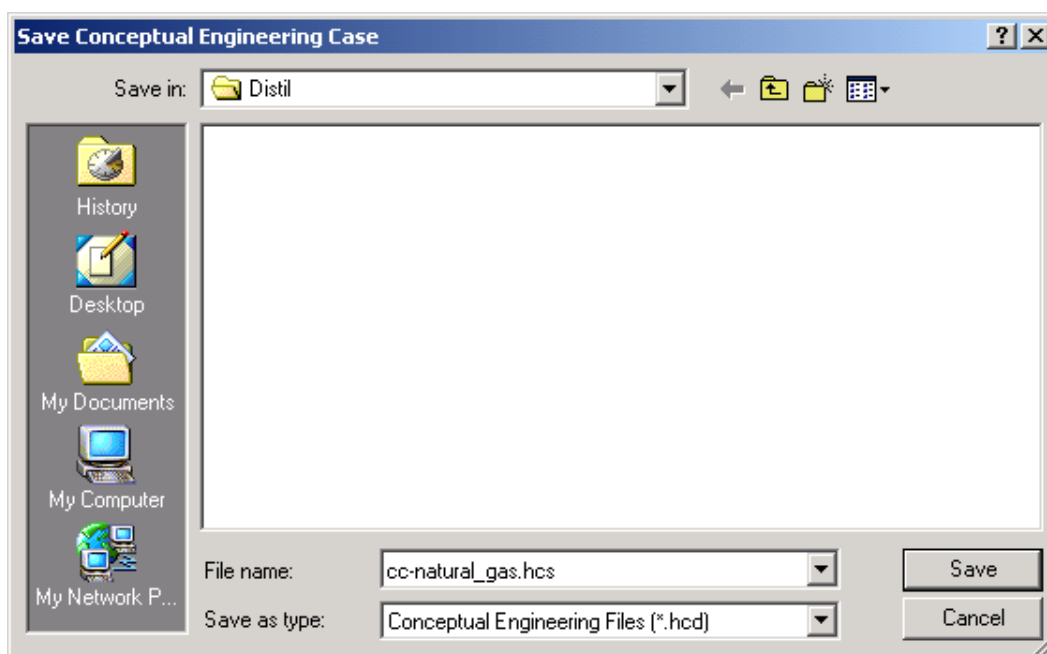 Save Conceptual Engineering Case
Save in: Distil
History
Desktop
My Documents
My Computer
My Network P...
File name: cc-natural_gas.hcs Save
Save as type: Conceptual Engineering Files (*.hcd) Cancel